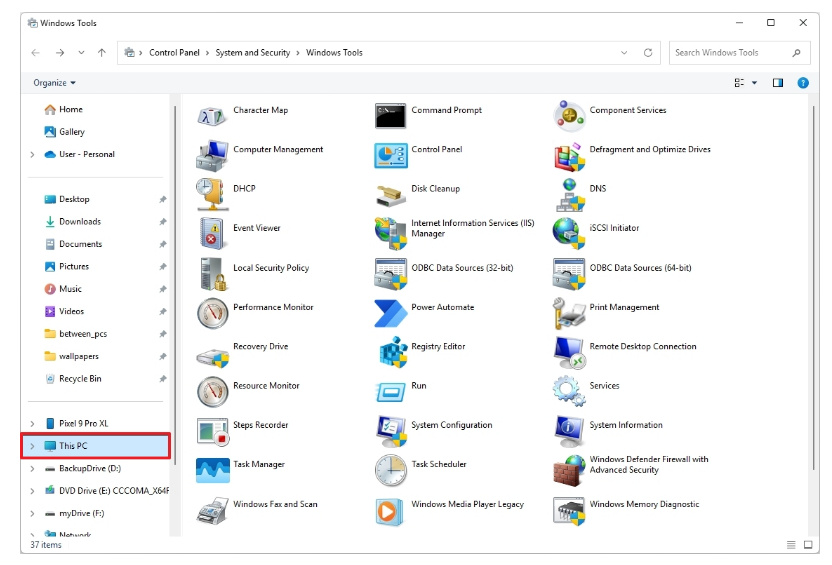 Windows Tools
Control Panel > System and Security > Windows Tools
Search Windows Tools
Organize
Home
Gallery
User - Personal
Desktop
Downloads
Documents
Pictures
Music
Videos
between_pcs
wallpapers
Recycle Bin
Pixel 9 Pro XL
This PC
BackupDrive (D:)
DVD Drive (E:) CCCOMA_X64F
myDrive (F:)
Network
Character Map
Command Prompt
Component Services
Computer Management
Control Panel
Defragment and Optimize Drives
DHCP
Disk Cleanup
DNS
Event Viewer
Internet Information Services (IIS)
Manager
iSCSI Initiator
Local Security Policy
ODBC Data Sources (32-bit)
ODBC Data Sources (64-bit)
Performance Monitor
Power Automate
Print Management
Recovery Drive
Registry Editor
Remote Desktop Connection
Resource Monitor
Run
Services
Steps Recorder
System Configuration
System Information
Task Manager
Task Scheduler
Windows Defender Firewall with
Advanced Security
Windows Fax and Scan
Windows Media Player Legacy
Windows Memory Diagnostic
37 items